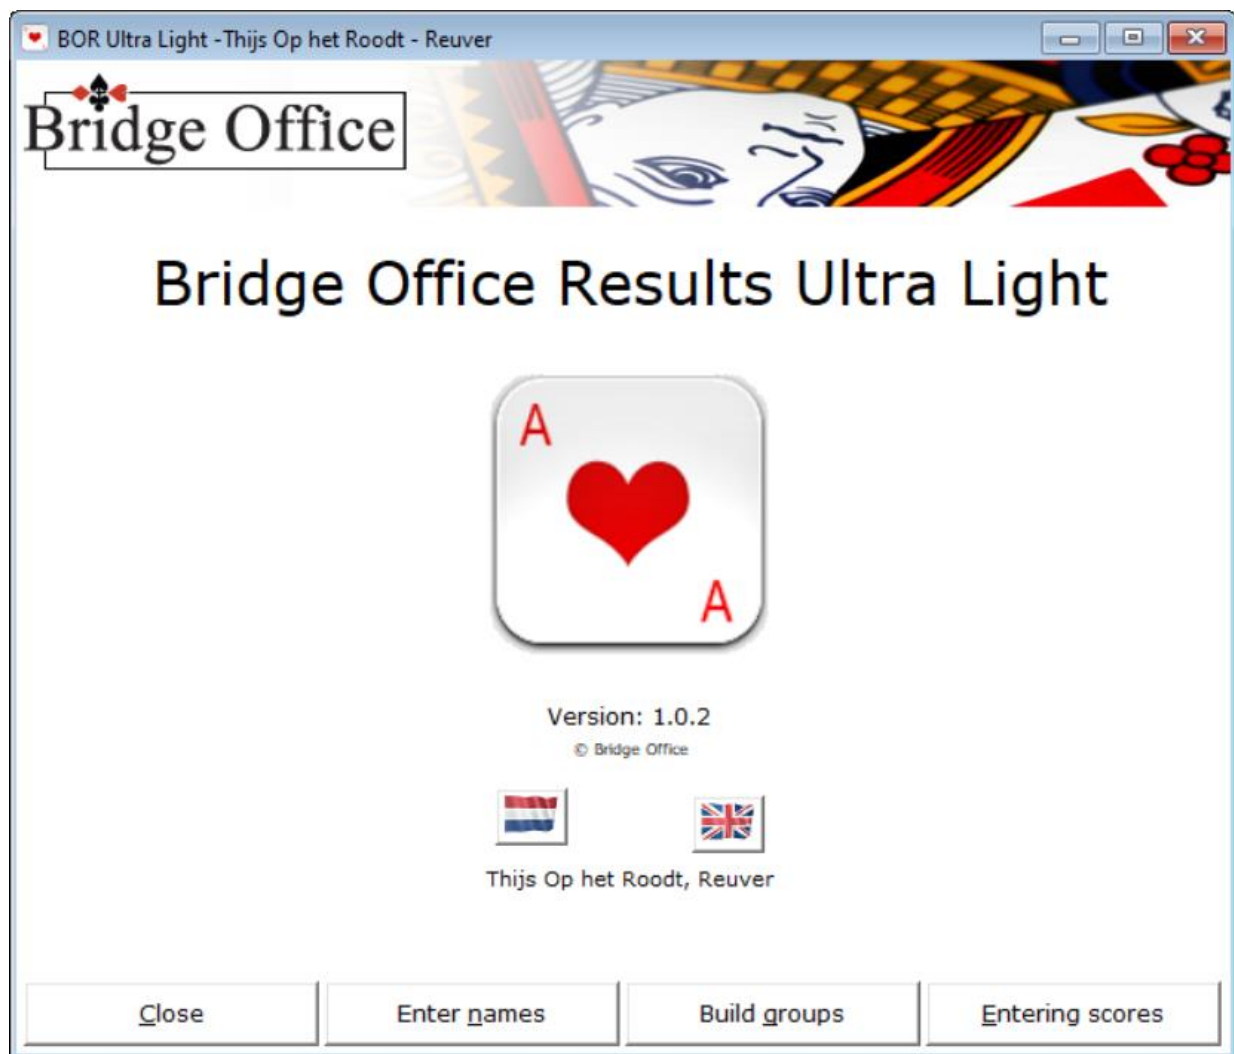 BOR Ultra Light -Thijs Op het Roodt - Reuver
Bridge Office
Bridge Office Results Ultra Light
A
A
Version: 1.0.2
© Bridge Office
Thijs Op het Roodt, Reuver
Close
Enter names
Build groups
Entering scores